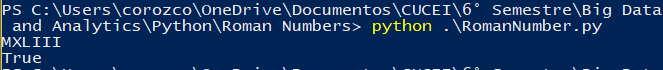 PS C:\Users\corozco\OneDrive\Documentos\CUCEI\6° Semestre\Big Data
 and Analytics\Python\Roman Numbers> python .\RomanNumber.py
MXLIII
True